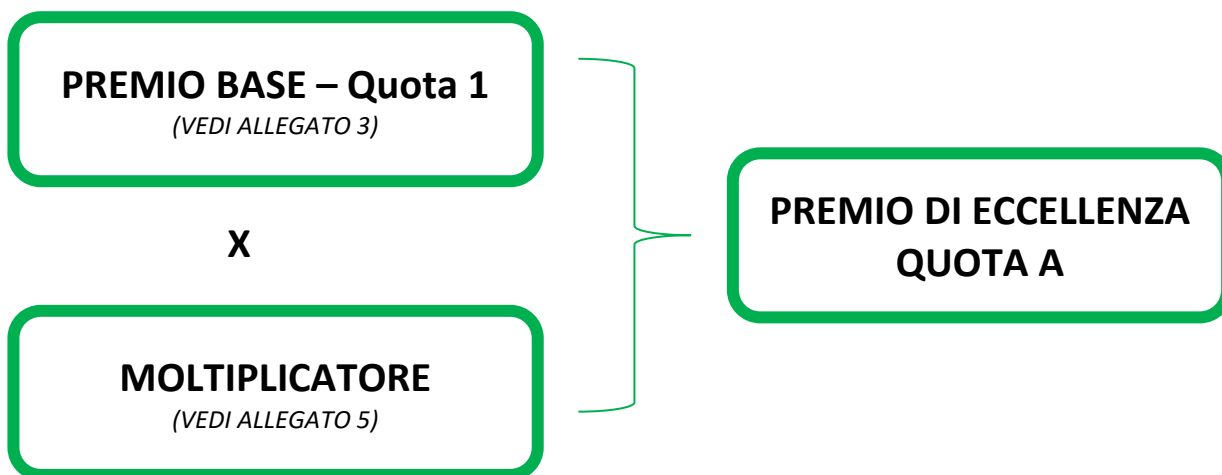 PREMIO BASE – Quota 1
(VEDI ALLEGATO 3)
X
MOLTIPLICATORE
(VEDI ALLEGATO 5)
PREMIO DI ECCELLENZA
QUOTA A